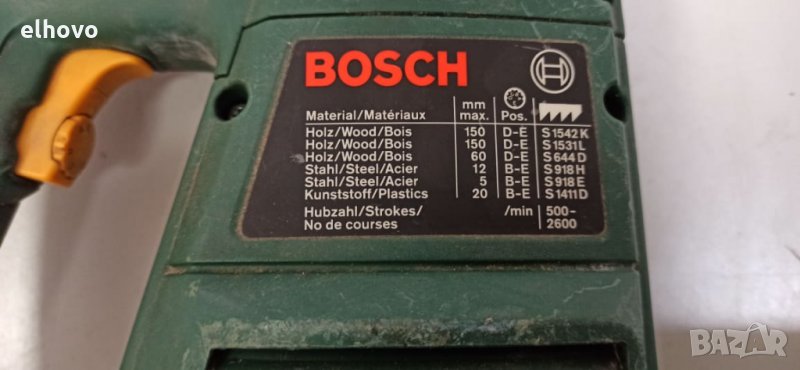 elhovo
BOSCH
Material/Matériaux mm max. Pos.
Holz/Wood/Bois 150 D-E S1542K
Holz/Wood/Bois 150 D-E S1531L
Holz/Wood/Bois 60 D-E S644D
Stahl/Steel/Acier 12 B-E S918H
Stahl/Steel/Acier 5 B-E S918E
Kunststoff/Plastics 20 B-E S1411D
Hubzahl/Strokes/ /min 500-
No de courses 2600
BAZAR